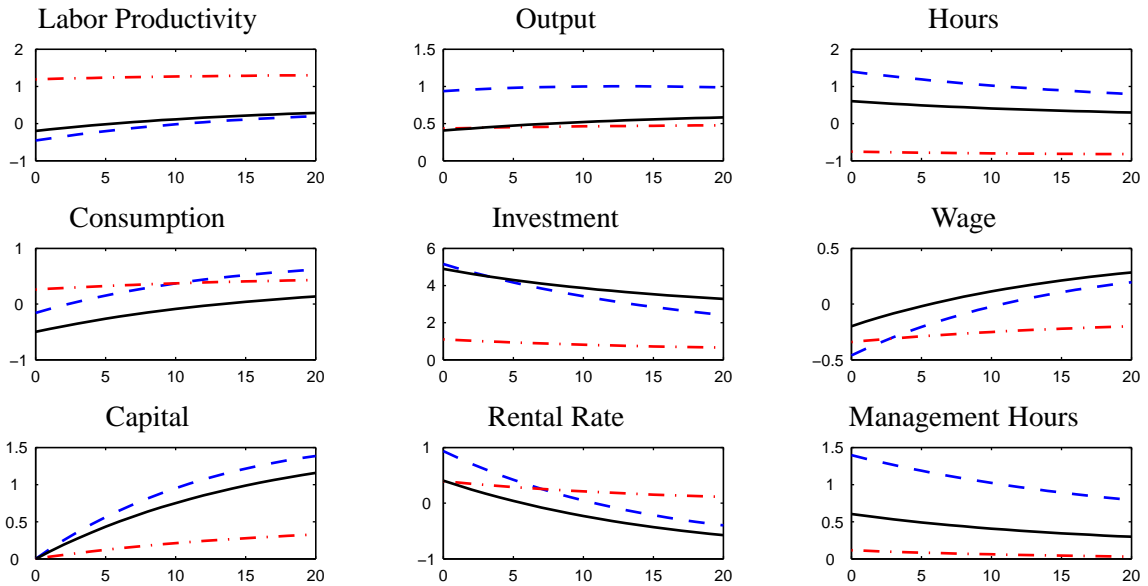 Labor Productivity Output Hours
2 1.5 2
1 1 1
0 0.5 0
−1 0 −1
0 5 10 15 20 0 5 10 15 20 0 5 10 15 20
Consumption Investment Wage
1 6 0.5
4
0 0
2
−1 0 −0.5
0 5 10 15 20 0 5 10 15 20 0 5 10 15 20
Capital Rental Rate Management Hours
1.5 1 1.5
1 1
0
0.5 0.5
0 −1 0
0 5 10 15 20 0 5 10 15 20 0 5 10 15 20